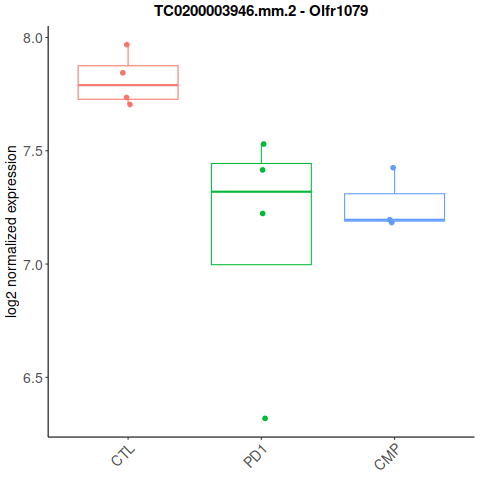 TC0200003946.mm.2 - Olfr1079
log2 normalized expression
8.0
7.5
7.0
6.5
CTL
PD1
CMP